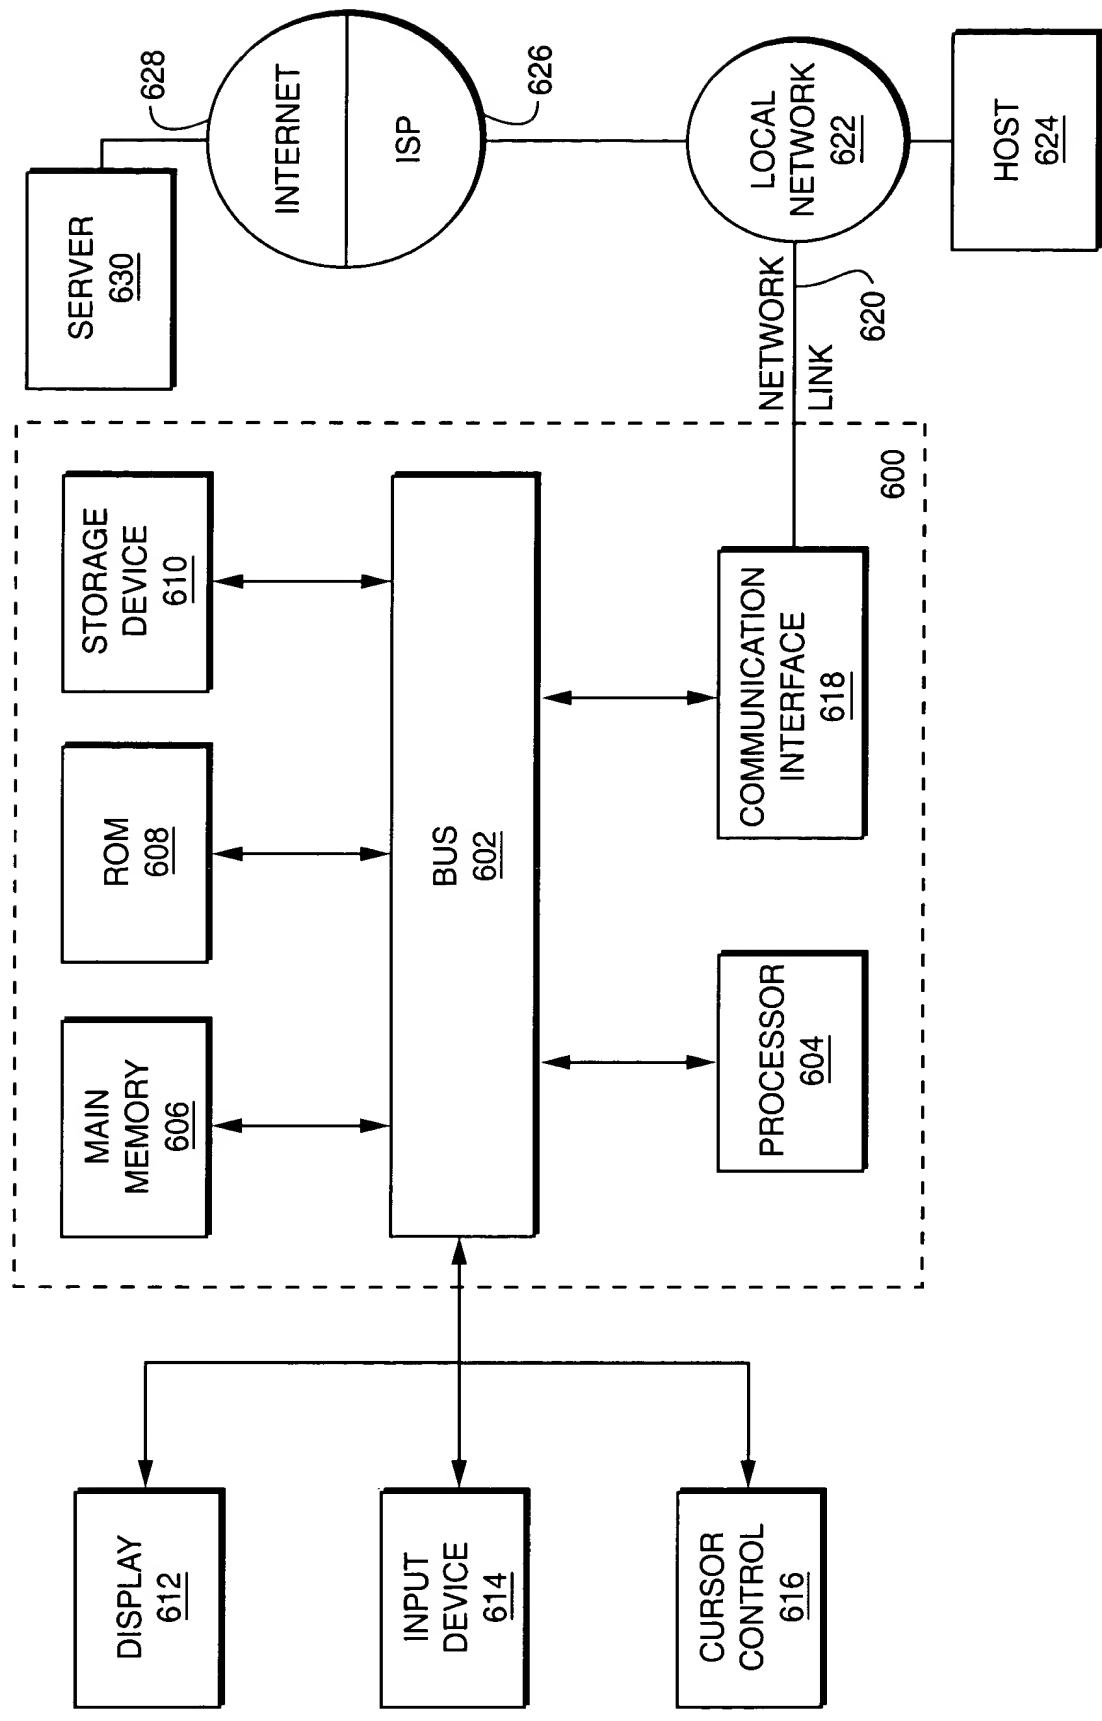 DISPLAY
612
INPUT
DEVICE
614
CURSOR
CONTROL
616
MAIN
MEMORY
606
ROM
608
STORAGE
DEVICE
610
BUS
602
PROCESSOR
604
COMMUNICATION
INTERFACE
618
600
NETWORK
LINK
620
SERVER
630
628
INTERNET
ISP
626
LOCAL
NETWORK
622
HOST
624